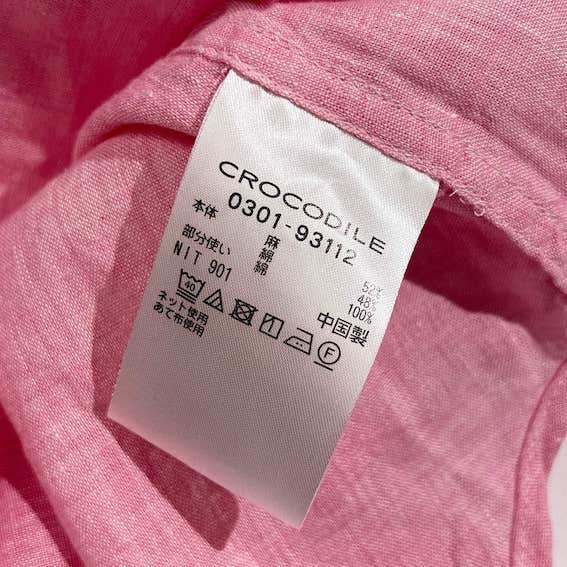 CROCODILE
0301-93112
本体 麻 52%
綿 48%
部分使い 綿 100%
NIT 901 中国製
40
F
ネット使用
あて布使用